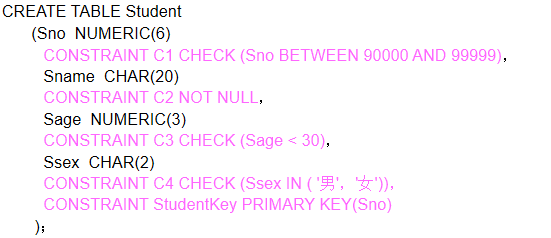 CREATE TABLE Student
(Sno NUMERIC(6)
CONSTRAINT C1 CHECK (Sno BETWEEN 90000 AND 99999)，
Sname CHAR(20)
CONSTRAINT C2 NOT NULL，
Sage NUMERIC(3)
CONSTRAINT C3 CHECK (Sage < 30)，
Ssex CHAR(2)
CONSTRAINT C4 CHECK (Ssex IN ( '男'，'女'))，
CONSTRAINT StudentKey PRIMARY KEY(Sno)
)；